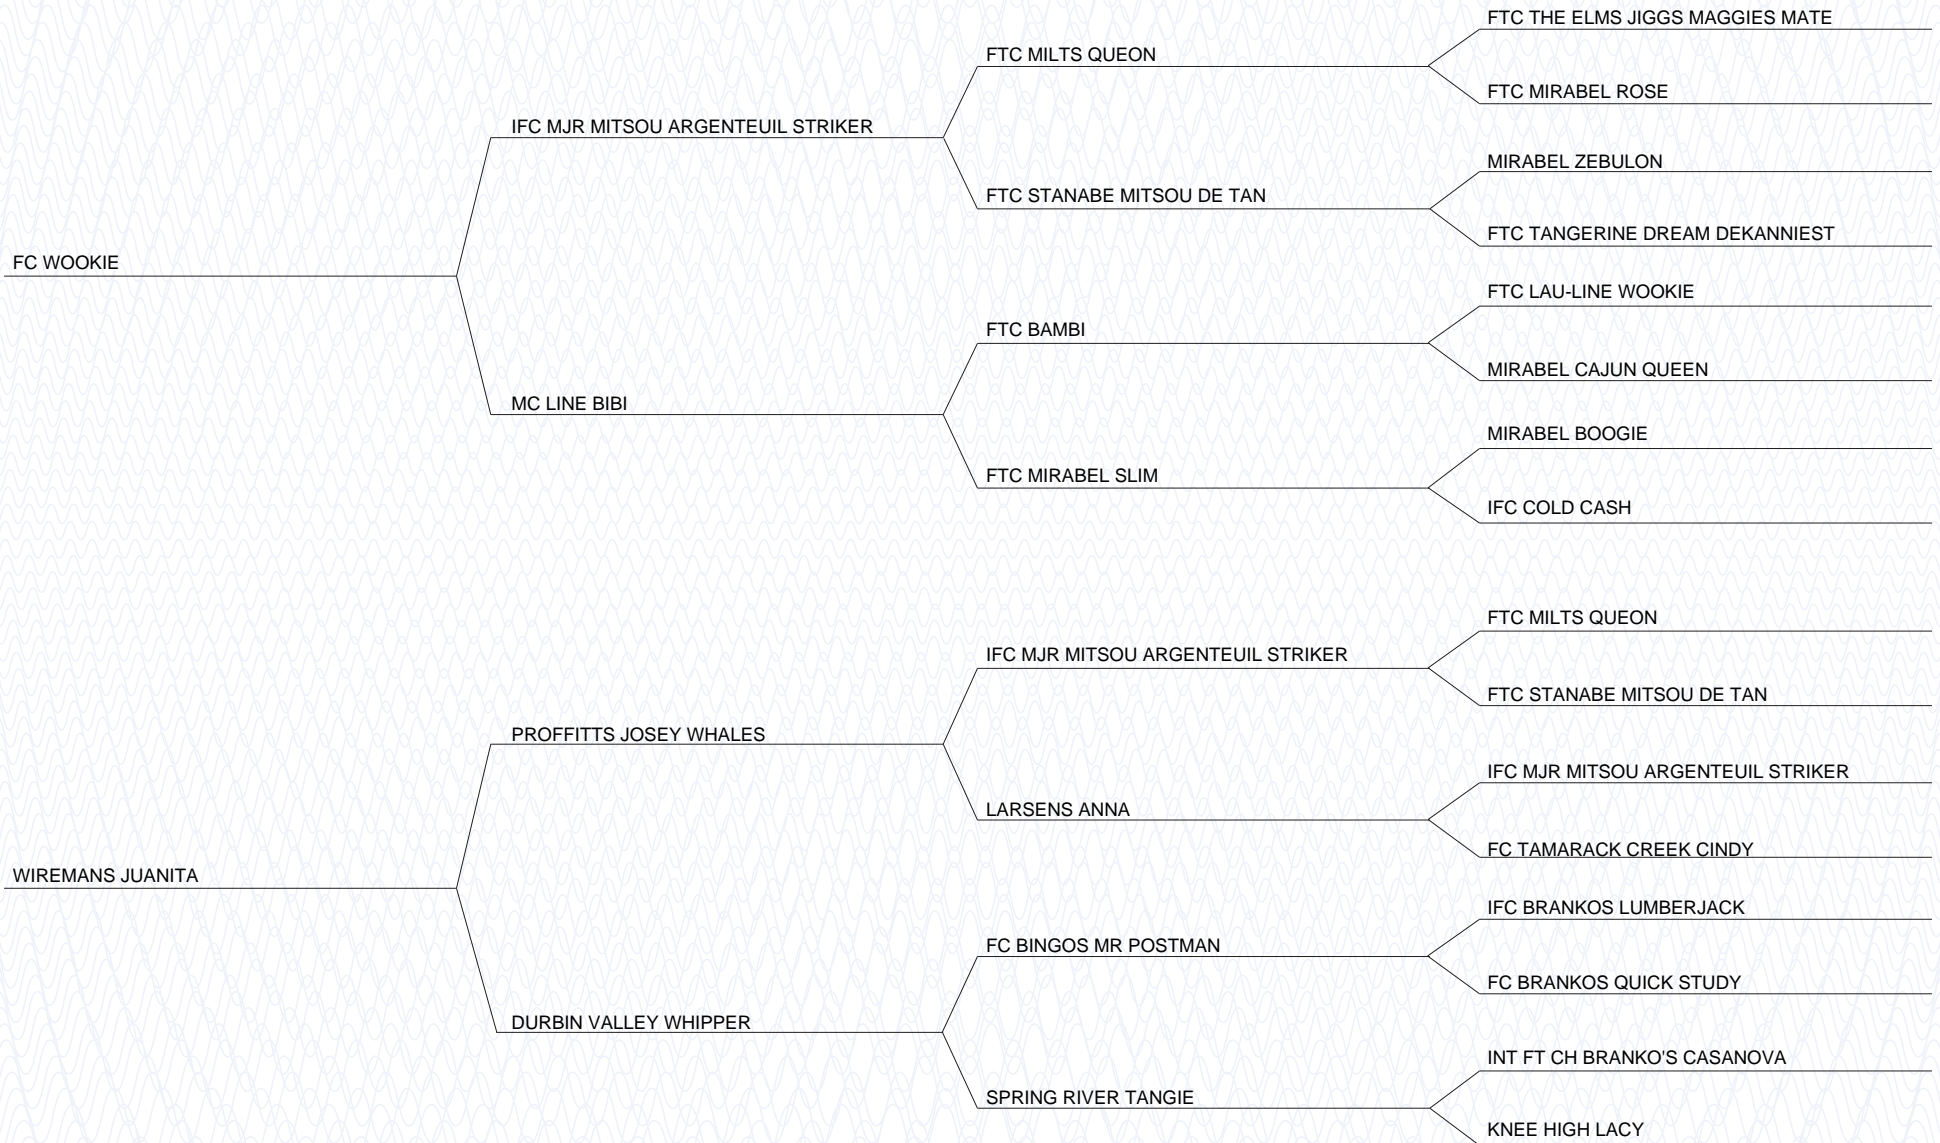 FTC THE ELMS JIGGS MAGGIES MATE
FTC MILTS QUEON
FTC MIRABEL ROSE
IFC MJR MITSOU ARGENTEUIL STRIKER
MIRABEL ZEBULON
FTC STANABE MITSOU DE TAN
FTC TANGERINE DREAM DEKANNIEST
FC WOOKIE
FTC LAU-LINE WOOKIE
FTC BAMBI
MIRABEL CAJUN QUEEN
MC LINE BIBI
MIRABEL BOOGIE
FTC MIRABEL SLIM
IFC COLD CASH
FTC MILTS QUEON
IFC MJR MITSOU ARGENTEUIL STRIKER
FTC STANABE MITSOU DE TAN
PROFFITTS JOSEY WHALES
IFC MJR MITSOU ARGENTEUIL STRIKER
LARSENS ANNA
FC TAMARACK CREEK CINDY
WIREMANS JUANITA
IFC BRANKOS LUMBERJACK
FC BINGOS MR POSTMAN
FC BRANKOS QUICK STUDY
DURBIN VALLEY WHIPPER
INT FT CH BRANKO'S CASANOVA
SPRING RIVER TANGIE
KNEE HIGH LACY